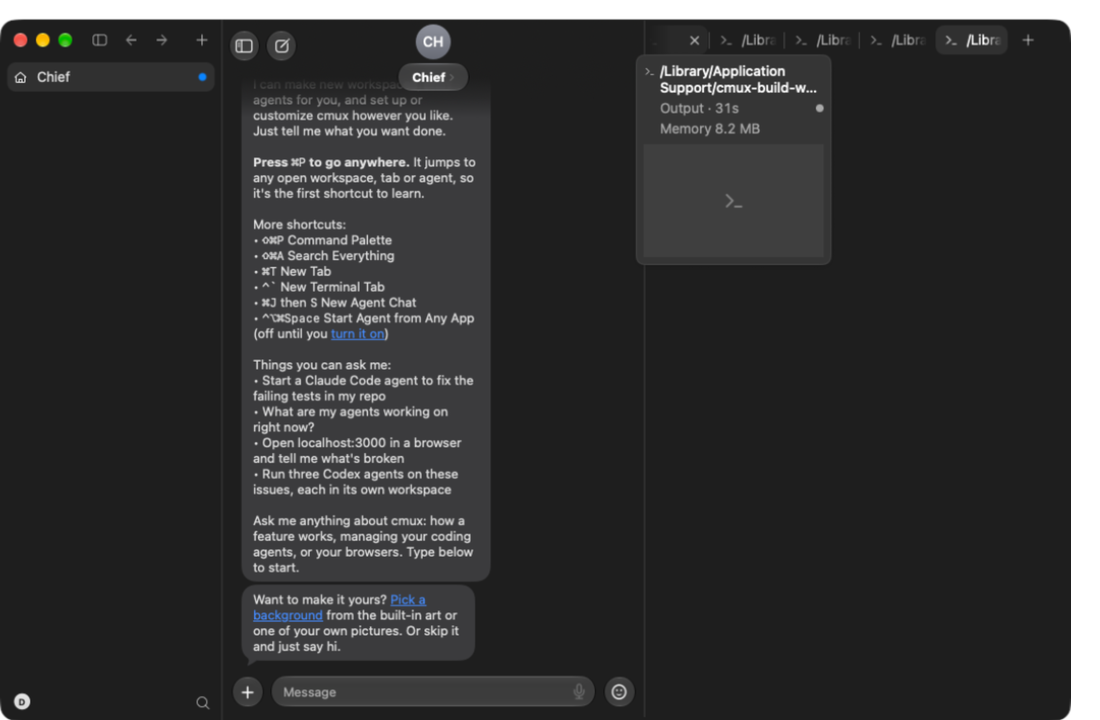 Chief
D
CH
Chief
I can make new workspac
agents for you, and set up or
customize cmux however you like.
Just tell me what you want done.
Press ⌘P to go anywhere. It jumps to
any open workspace, tab or agent, so
it's the first shortcut to learn.
More shortcuts:
• ⇧⌘P Command Palette
• ⇧⌘A Search Everything
• ⌘T New Tab
• ^` New Terminal Tab
• ⌘J then S New Agent Chat
• ^⌥⌘Space Start Agent from Any App
(off until you turn it on)
Things you can ask me:
• Start a Claude Code agent to fix the
failing tests in my repo
• What are my agents working on
right now?
• Open localhost:3000 in a browser
and tell me what's broken
• Run three Codex agents on these
issues, each in its own workspace
Ask me anything about cmux: how a
feature works, managing your coding
agents, or your browsers. Type below
to start.
Want to make it yours? Pick a
background from the built-in art or
one of your own pictures. Or skip it
and just say hi.
Message
>_ /Libra >_ /Libra >_ /Libra >_ /Libra
>_ /Library/Application
Support/cmux-build-w...
Output · 31s
Memory 8.2 MB
>_